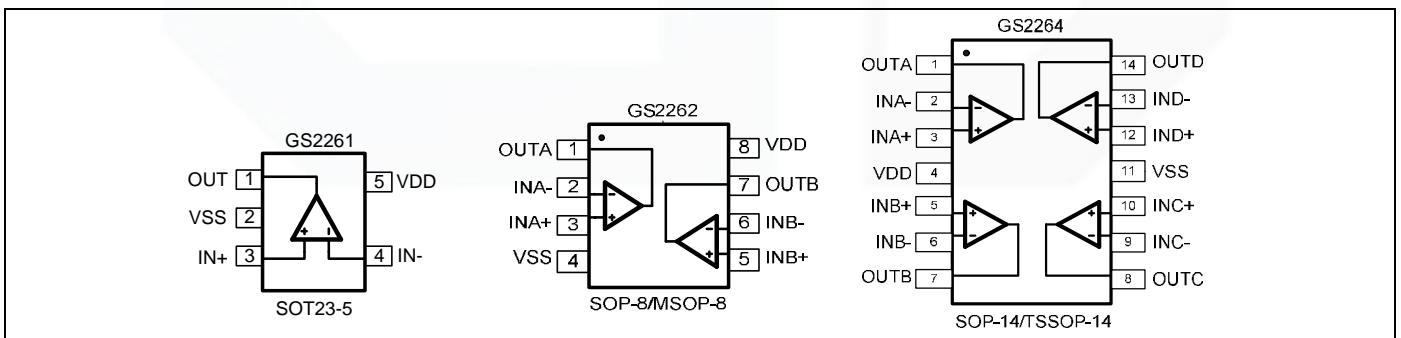 GS2261
OUT 1
5 VDD
VSS 2
IN+ 3
4 IN-
+ -
SOT23-5
GS2262
OUTA 1
8 VDD
INA- 2
7 OUTB
INA+ 3
6 INB-
VSS 4
5 INB+
- +
- +
SOP-8/MSOP-8
GS2264
OUTA 1
14 OUTD
INA- 2
13 IND-
INA+ 3
12 IND+
VDD 4
11 VSS
INB+ 5
10 INC+
INB- 6
9 INC-
OUTB 7
8 OUTC
- +
- +
+ -
+ -
SOP-14/TSSOP-14